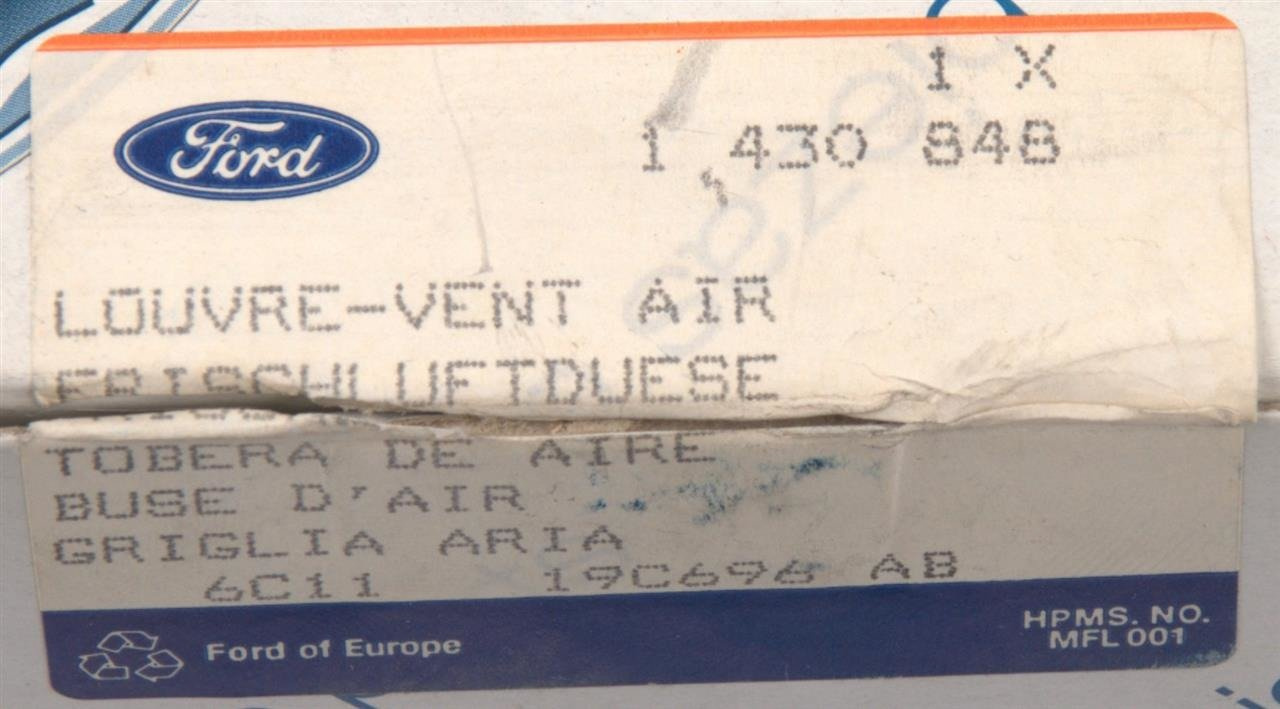 1 X
Ford
1 430 848
LOUVRE-VENT AIR
FRISCHLUFTDUESE
TOBERA DE AIRE
BUSE D'AIR
GRIGLIA ARIA
6C11 19C696 AB
Ford of Europe
HPMS. NO.
MFL 001